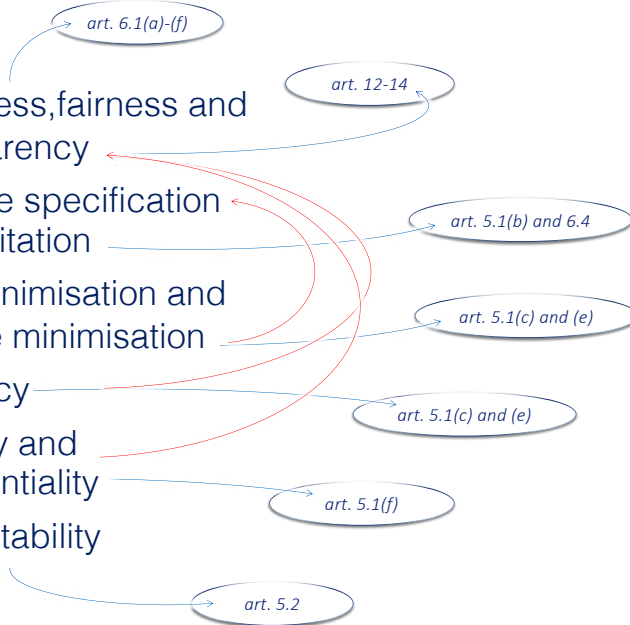 art. 6.1(a)-(f)
art. 12-14
ess,fairness and
arency
e specification
itation
art. 5.1(b) and 6.4
nimisation and
e minimisation
art. 5.1(c) and (e)
cy
art. 5.1(c) and (e)
y and
ntiality
art. 5.1(f)
tability
art. 5.2